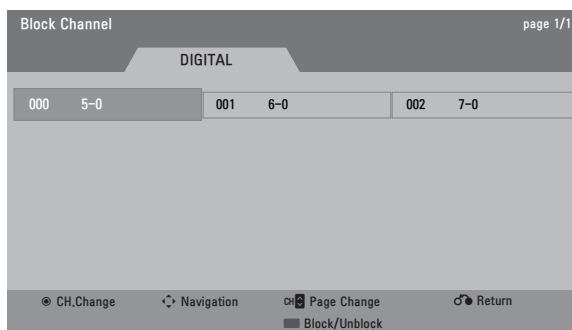 Block Channel page 1/1
DIGITAL
000 5-0 001 6-0 002 7-0
CH.Change Navigation CH Page Change Return
Block/Unblock